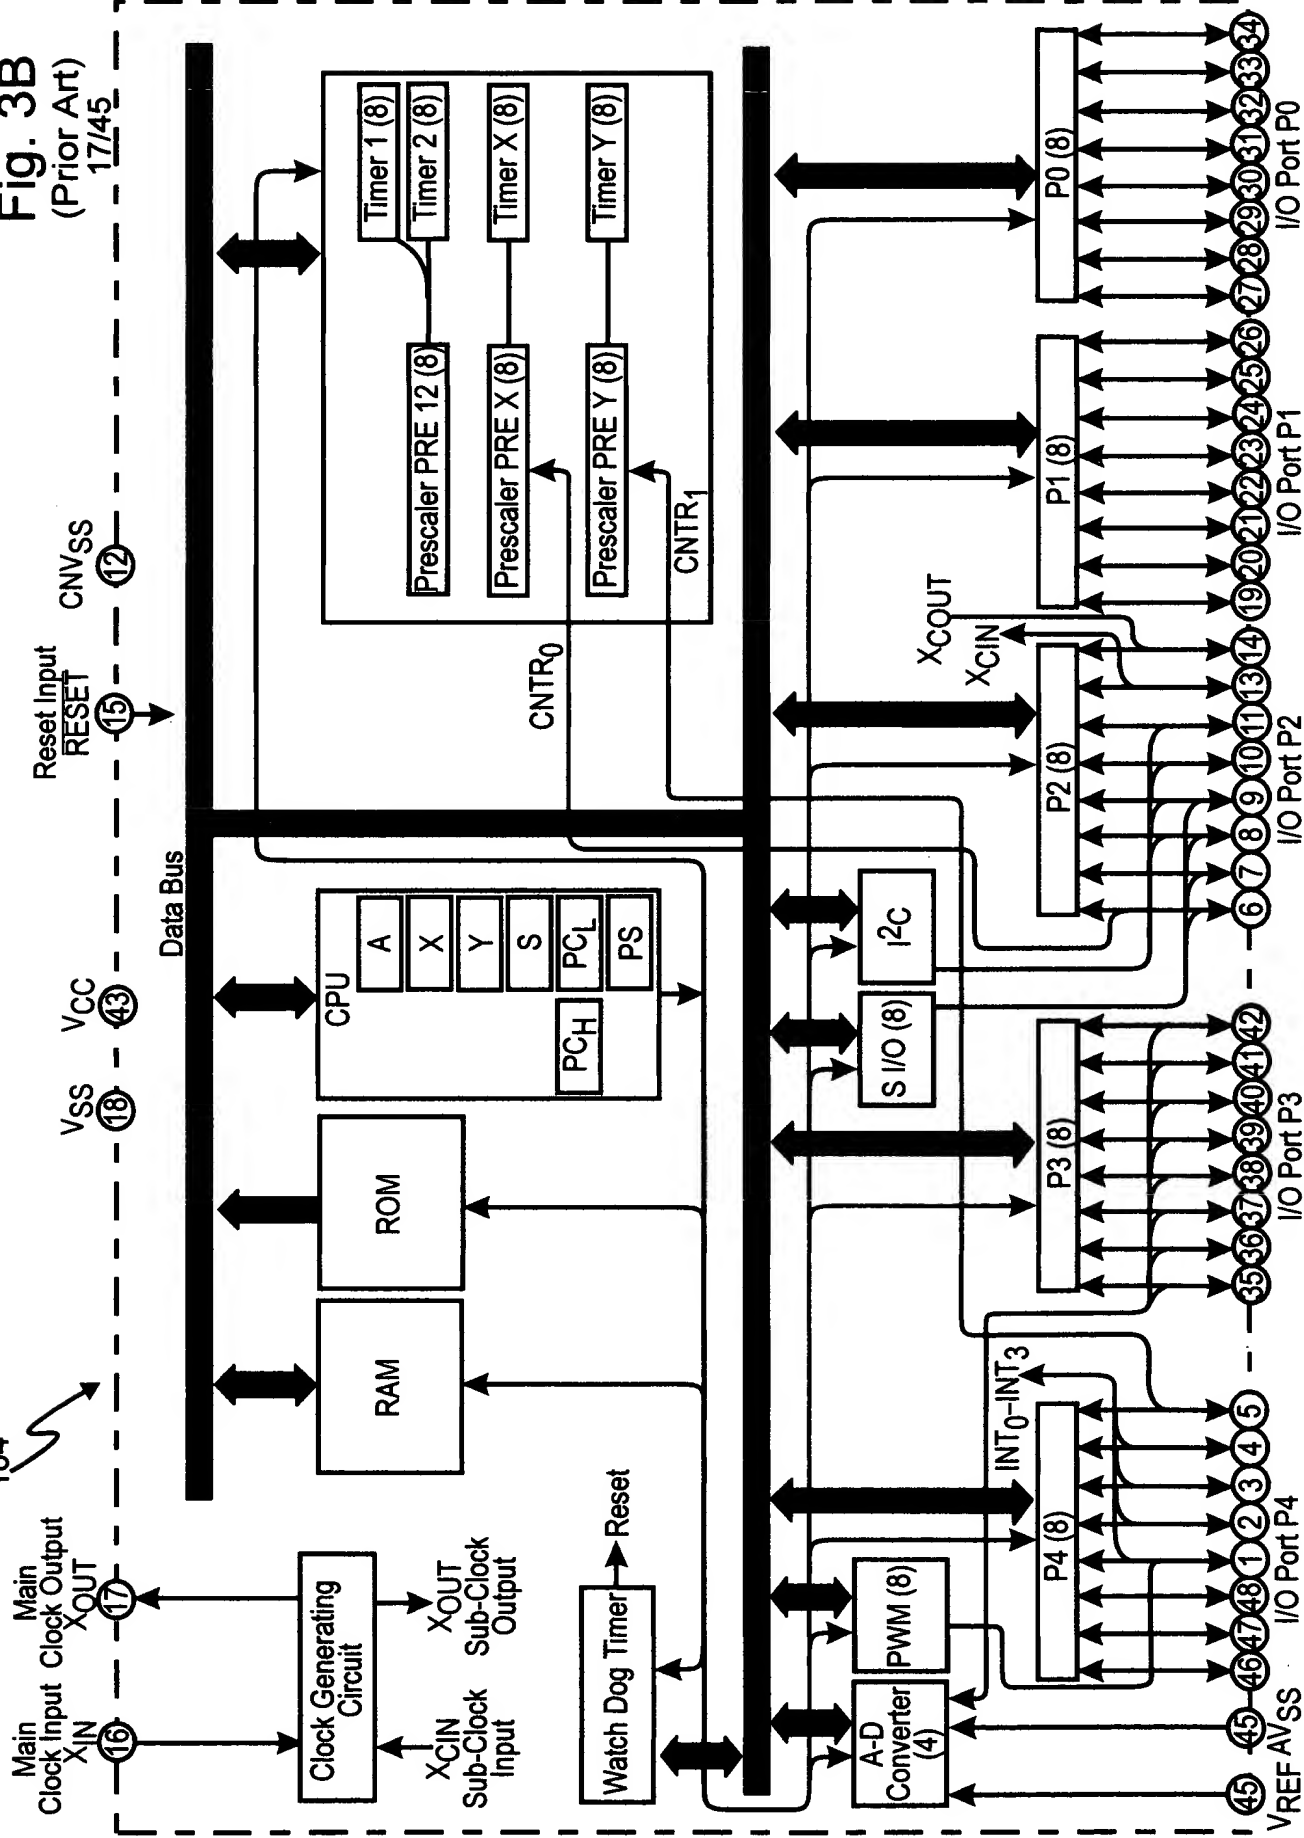 Fig. 3B
(Prior Art)
17/45
Main
Clock Input
XIN
16
Main
Clock Output
XOUT
17
VSS
18
VCC
43
Reset Input
RESET
15
CNVSS
12
Data Bus
Clock Generating
Circuit
XCIN
Sub-Clock
Input
XOUT
Sub-Clock
Output
RAM
ROM
CPU
A
X
Y
S
PCH
PCL
PS
Timer 1 (8)
Timer 2 (8)
Prescaler PRE 12 (8)
Prescaler PRE X (8)
Timer X (8)
Prescaler PRE Y (8)
Timer Y (8)
CNTR0
CNTR1
Watch Dog Timer
Reset
A-D
Converter
(4)
PWM (8)
S I/O (8)
I2C
INT0–INT3
XCOUT
XCIN
P4 (8)
P3 (8)
P2 (8)
P1 (8)
P0 (8)
45 45 46 47 48 1 2 3 4 5 35 36 37 38 39 40 41 42 6 7 8 9 10 11 13 14 19 20 21 22 23 24 25 26 27 28 29 30 31 32 33 34
VREF AVSS
I/O Port P4
I/O Port P3
I/O Port P2
I/O Port P1
I/O Port P0